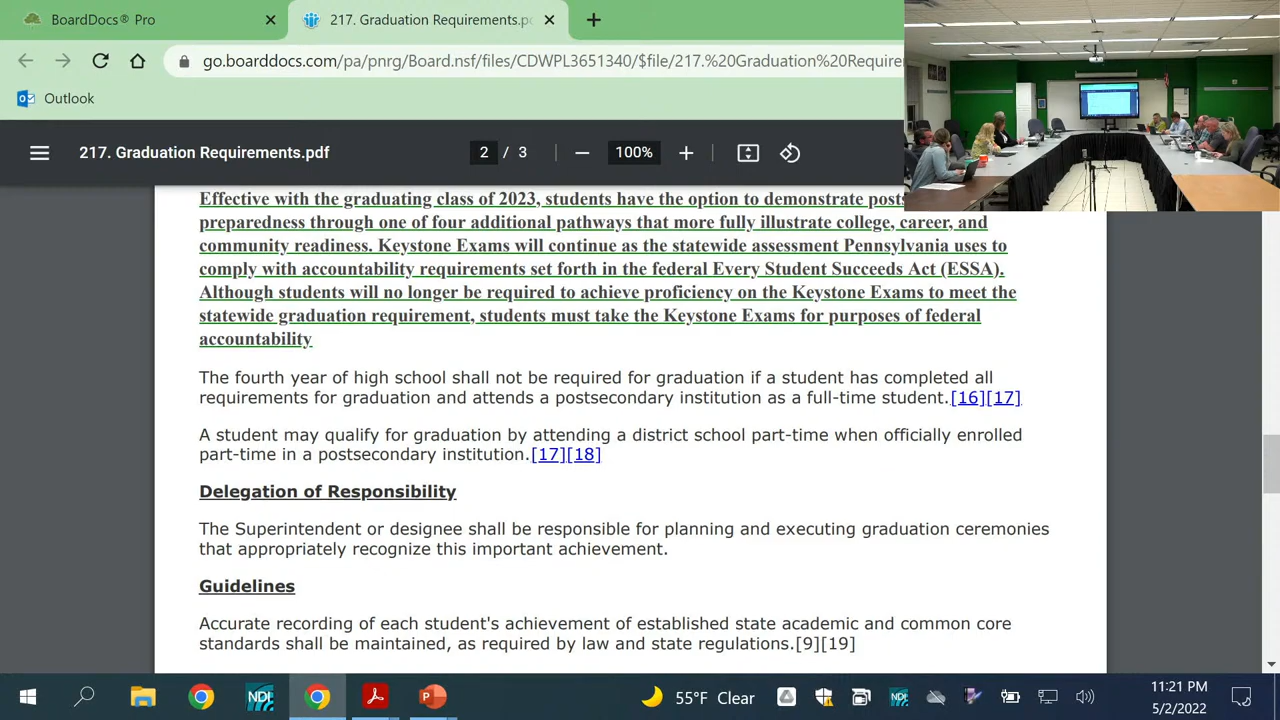 BoardDocs® Pro
217. Graduation Requirements.p
go.boarddocs.com/pa/pnrg/Board.nsf/files/CDWPL3651340/$file/217.%20Graduation%20Require
Outlook
217. Graduation Requirements.pdf
2 / 3
100%
Effective with the graduating class of 2023, students have the option to demonstrate
preparedness through one of four additional pathways that more fully illustrate college, career, and
community readiness. Keystone Exams will continue as the statewide assessment Pennsylvania uses to
comply with accountability requirements set forth in the federal Every Student Succeeds Act (ESSA).
Although students will no longer be required to achieve proficiency on the Keystone Exams to meet the
statewide graduation requirement, students must take the Keystone Exams for purposes of federal
accountability
The fourth year of high school shall not be required for graduation if a student has completed all
requirements for graduation and attends a postsecondary institution as a full-time student.[16][17]
A student may qualify for graduation by attending a district school part-time when officially enrolled
part-time in a postsecondary institution.[17][18]
Delegation of Responsibility
The Superintendent or designee shall be responsible for planning and executing graduation ceremonies
that appropriately recognize this important achievement.
Guidelines
Accurate recording of each student's achievement of established state academic and common core
standards shall be maintained, as required by law and state regulations.[9][19]
55°F Clear
11:21 PM
5/2/2022